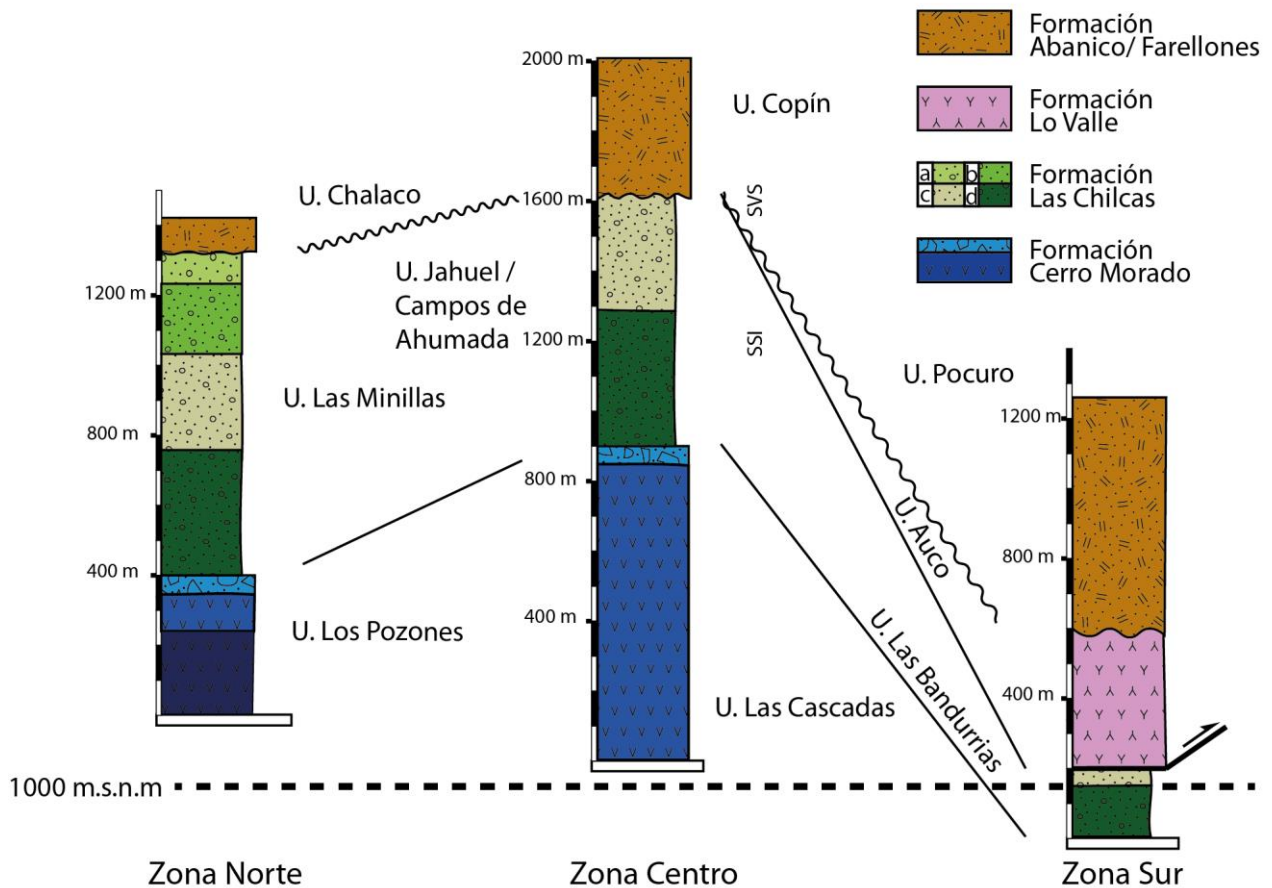 Formación
Abanico/ Farellones
Formación
Lo Valle
a b
c d
Formación
Las Chilcas
Formación
Cerro Morado
2000 m
1600 m
1200 m
800 m
400 m
U. Copín
SVS
SSI
U. Chalaco
U. Jahuel /
Campos de
Ahumada
U. Las Minillas
U. Los Pozones
1200 m
800 m
400 m
U. Las Cascadas
U. Auco
U. Las Bandurrias
U. Pocuro
1200 m
800 m
400 m
1000 m.s.n.m
Zona Norte
Zona Centro
Zona Sur